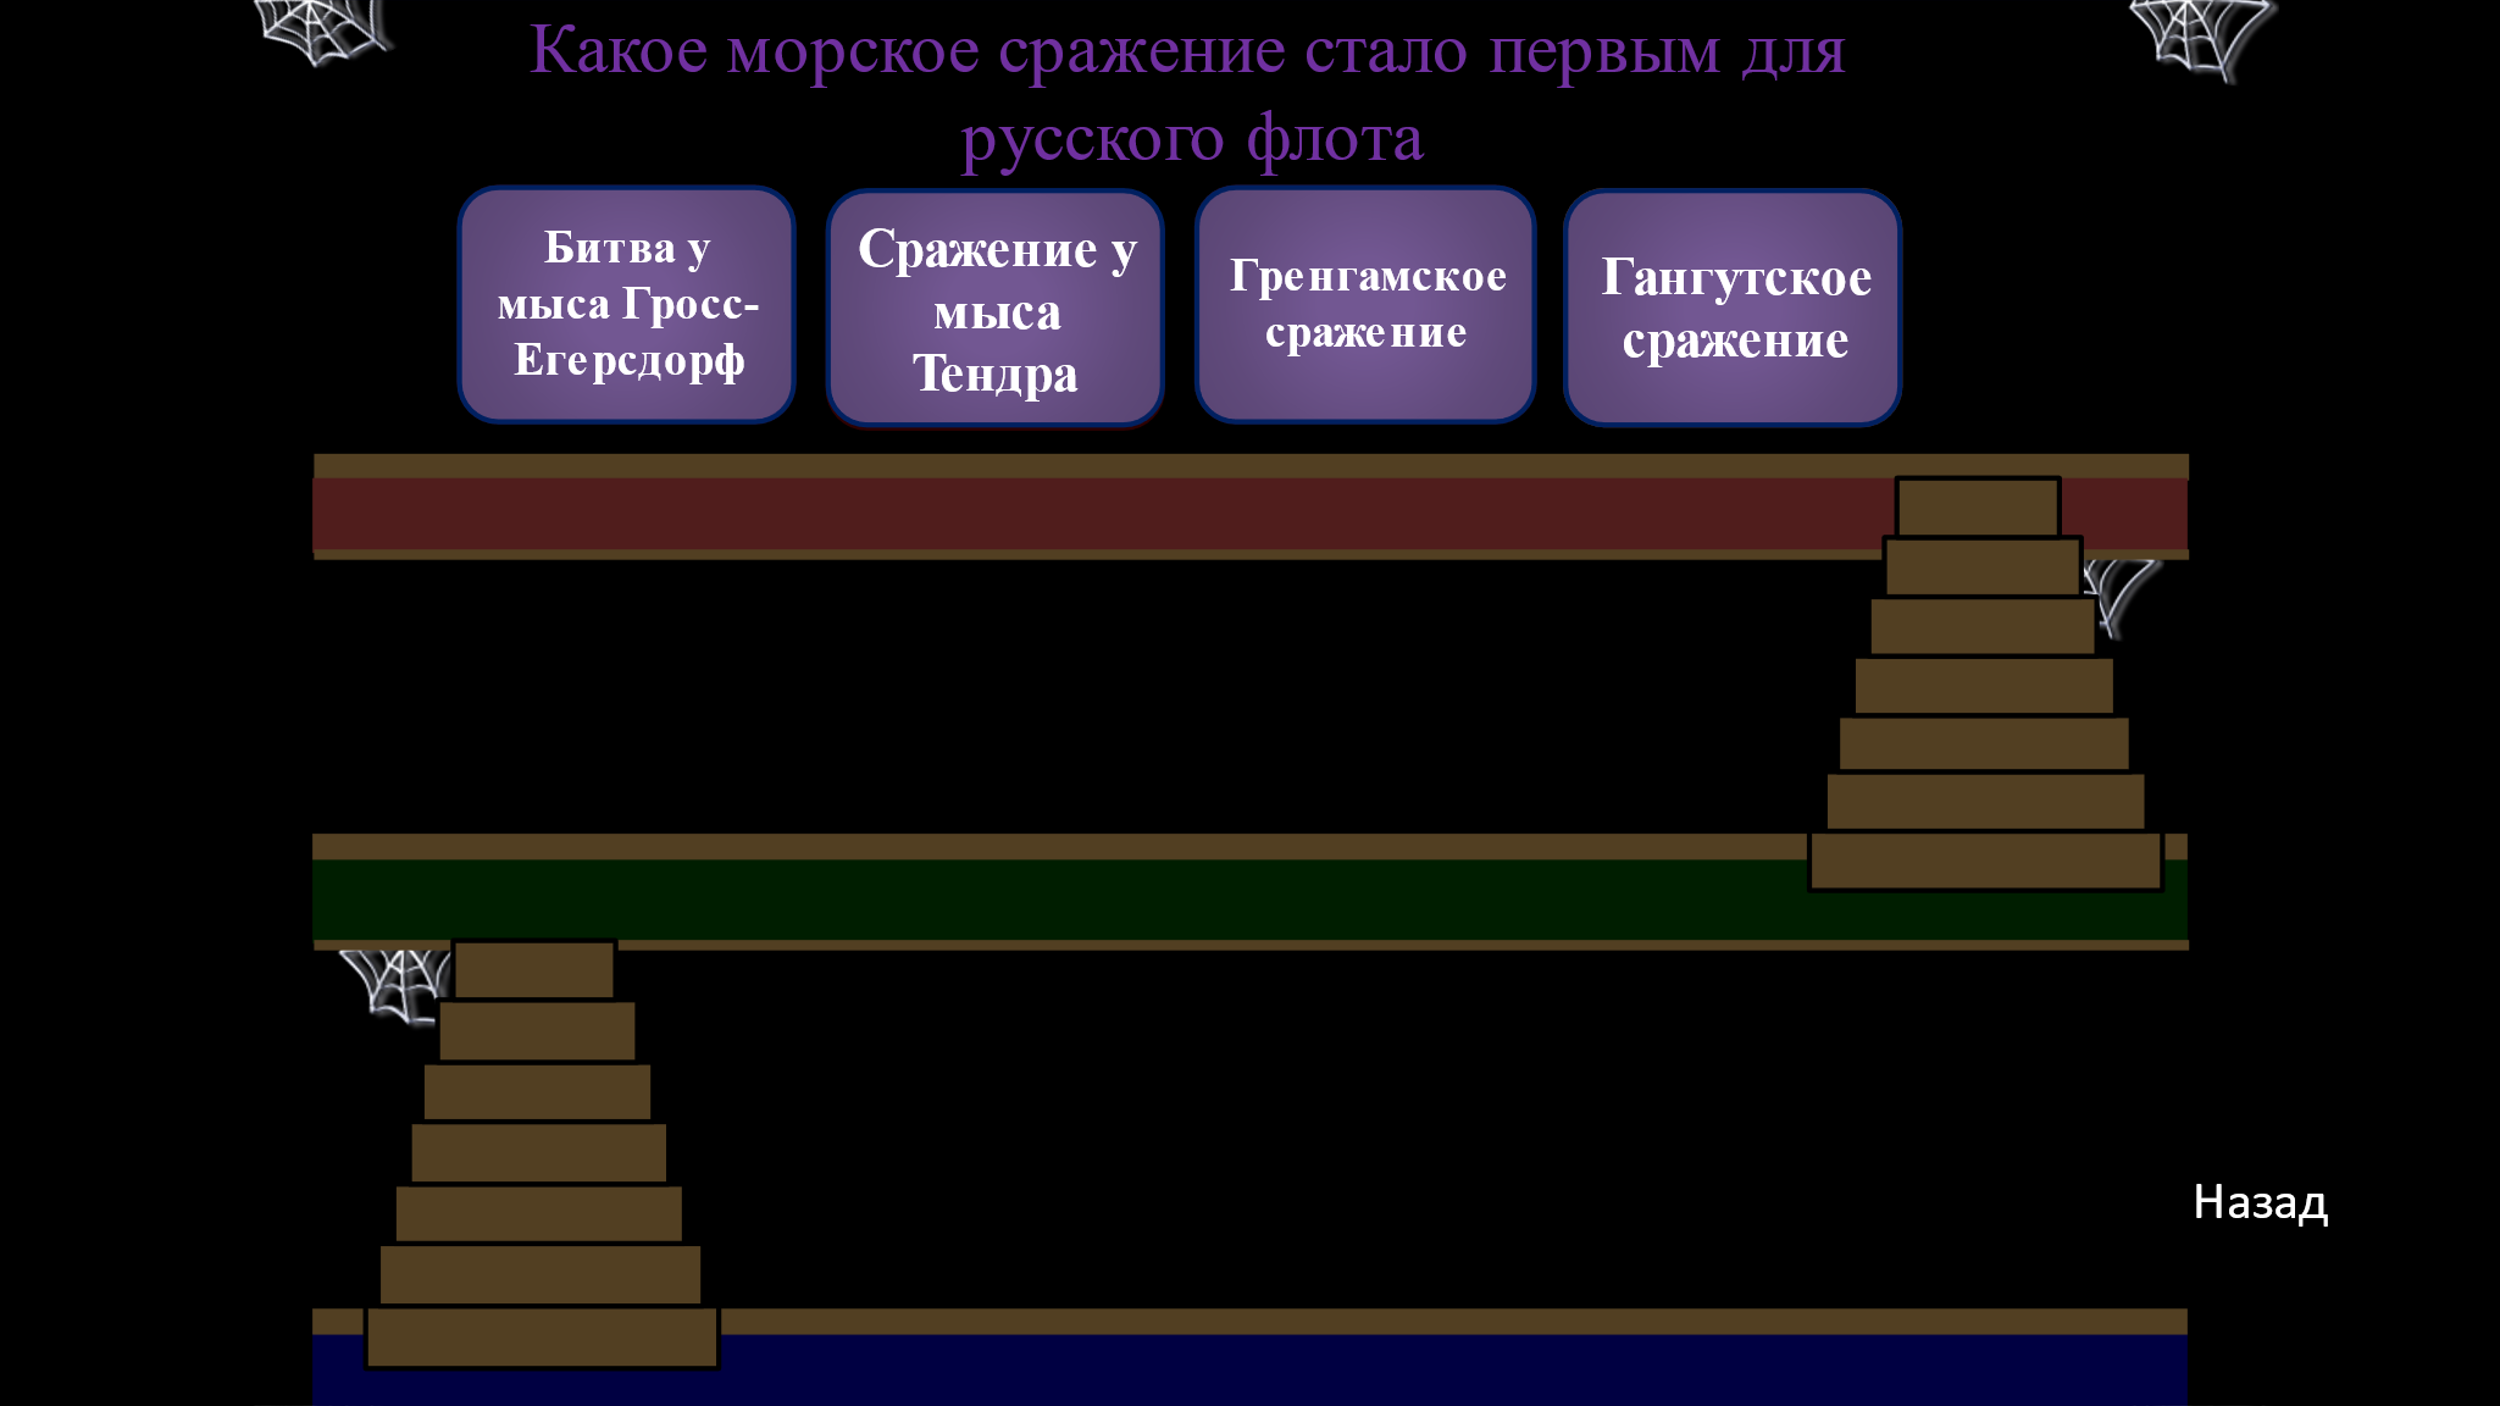 Какое морское сражение стало первым для
русского флота
Битва у
мыса Гросс-
Егерсдорф
Сражение у
мыса
Тендра
Гренгамское
сражение
Гангутское
сражение
Назад